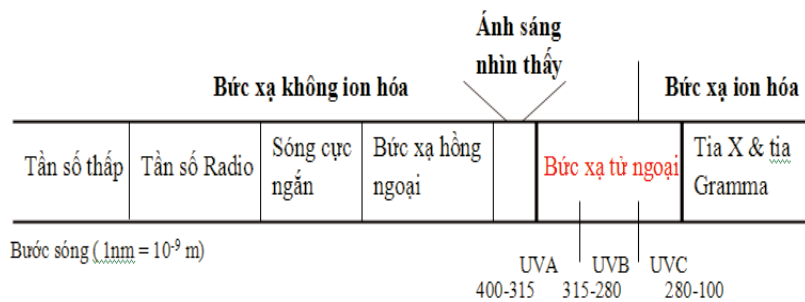 Ánh sáng
nhìn thấy
Bức xạ không ion hóa
Bức xạ ion hóa
Tần số thấp
Tần số Radio
Sóng cực
ngắn
Bức xạ hồng
ngoại
Bức xạ tử ngoại
Tia X & tia
Gramma
Bước sóng ( 1nm = 10⁻⁹ m)
UVA UVB UVC
400-315 315-280 280-100